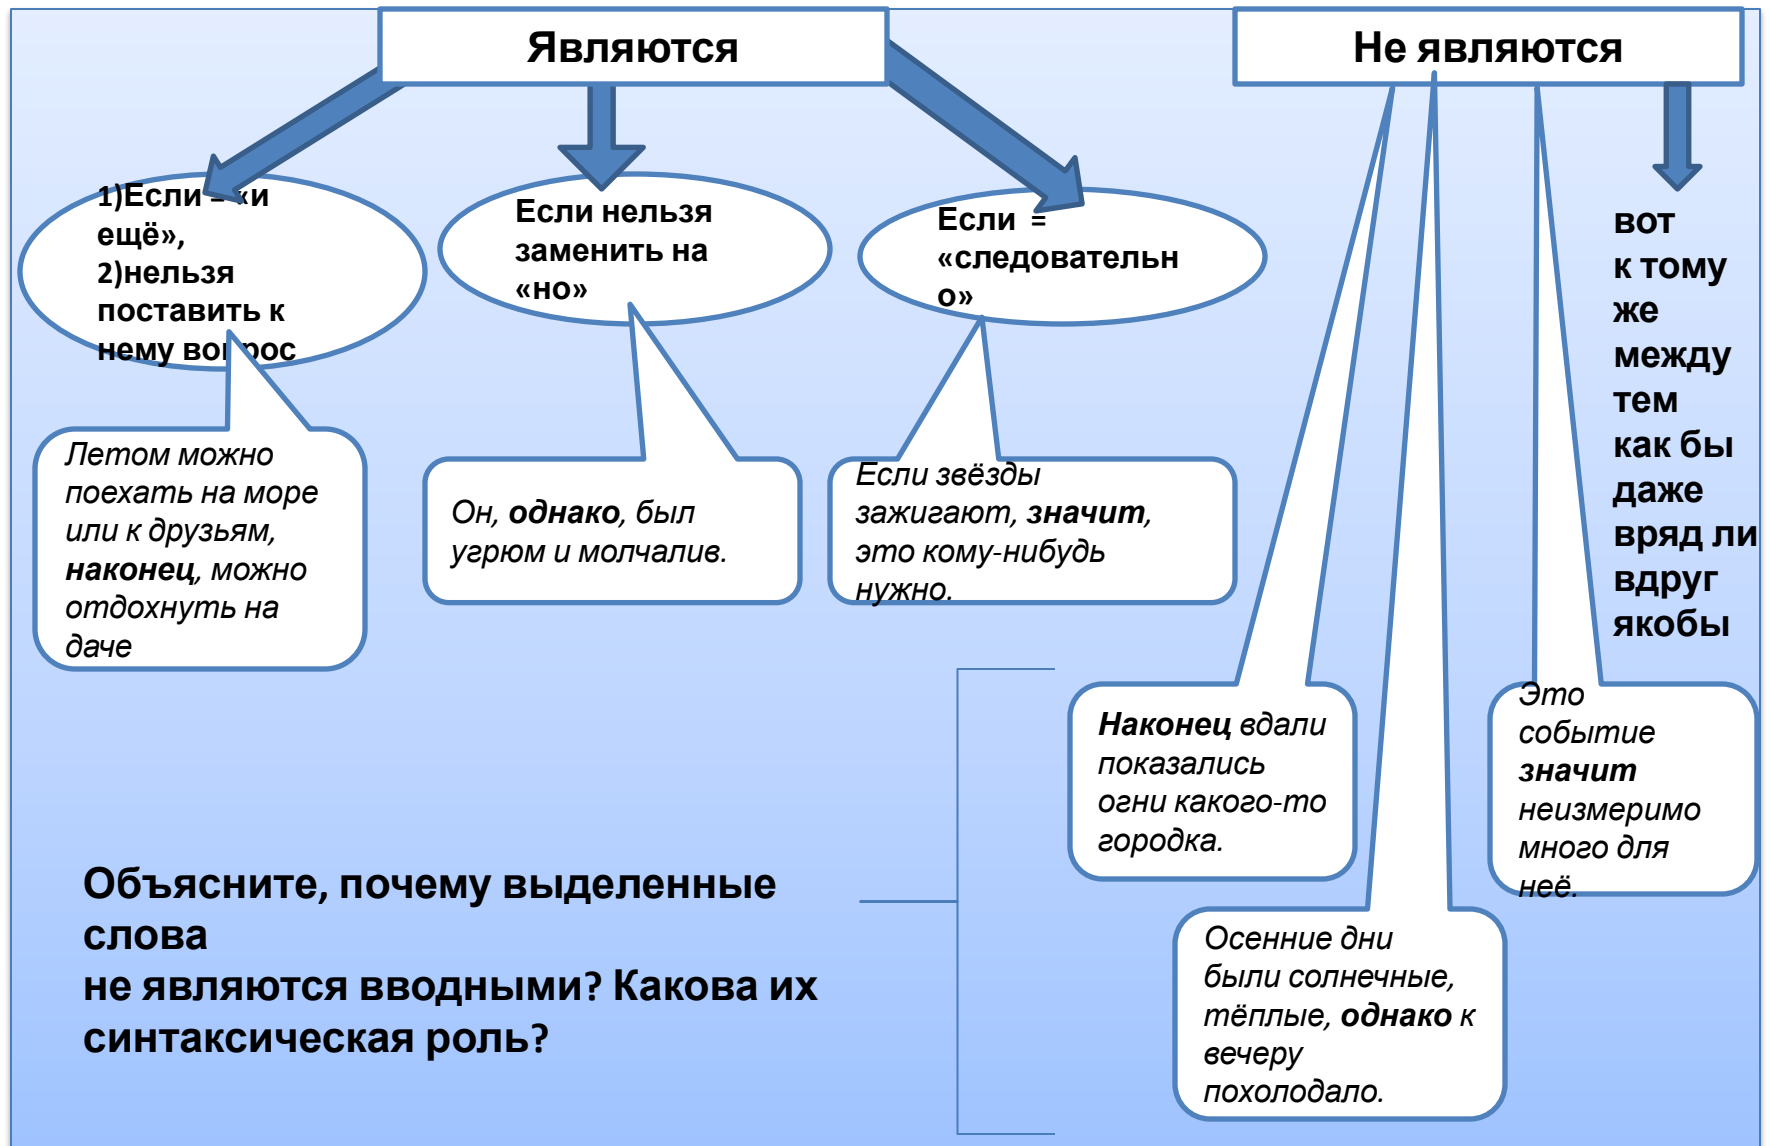 Являются
Не являются
1)Если = «и
ещё»,
2)нельзя
поставить к
нему вопрос
Если нельзя
заменить на
«но»
Если =
«следовательн
о»
вот
к тому
же
между
тем
как бы
даже
вряд ли
вдруг
якобы
Летом можно
поехать на море
или к друзьям,
наконец, можно
отдохнуть на
даче
Он, однако, был
угрюм и молчалив.
Если звёзды
зажигают, значит,
это кому-нибудь
нужно.
Наконец вдали
показались
огни какого-то
городка.
Это
событие
значит
неизмеримо
много для
неё.
Осенние дни
были солнечные,
тёплые, однако к
вечеру
похолодало.
Объясните, почему выделенные
слова
не являются вводными? Какова их
синтаксическая роль?